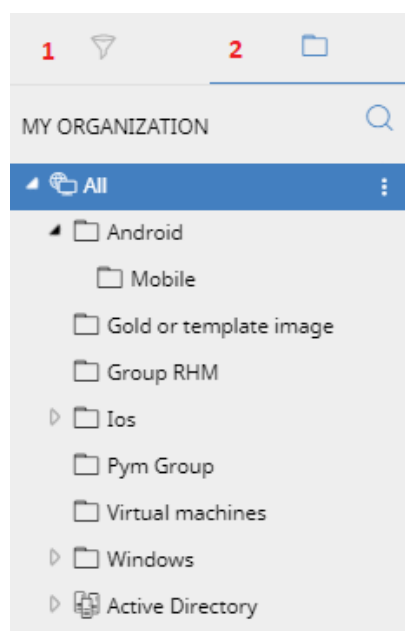 1 2
MY ORGANIZATION
All
Android
Mobile
Gold or template image
Group RHM
Ios
Pym Group
Virtual machines
Windows
Active Directory